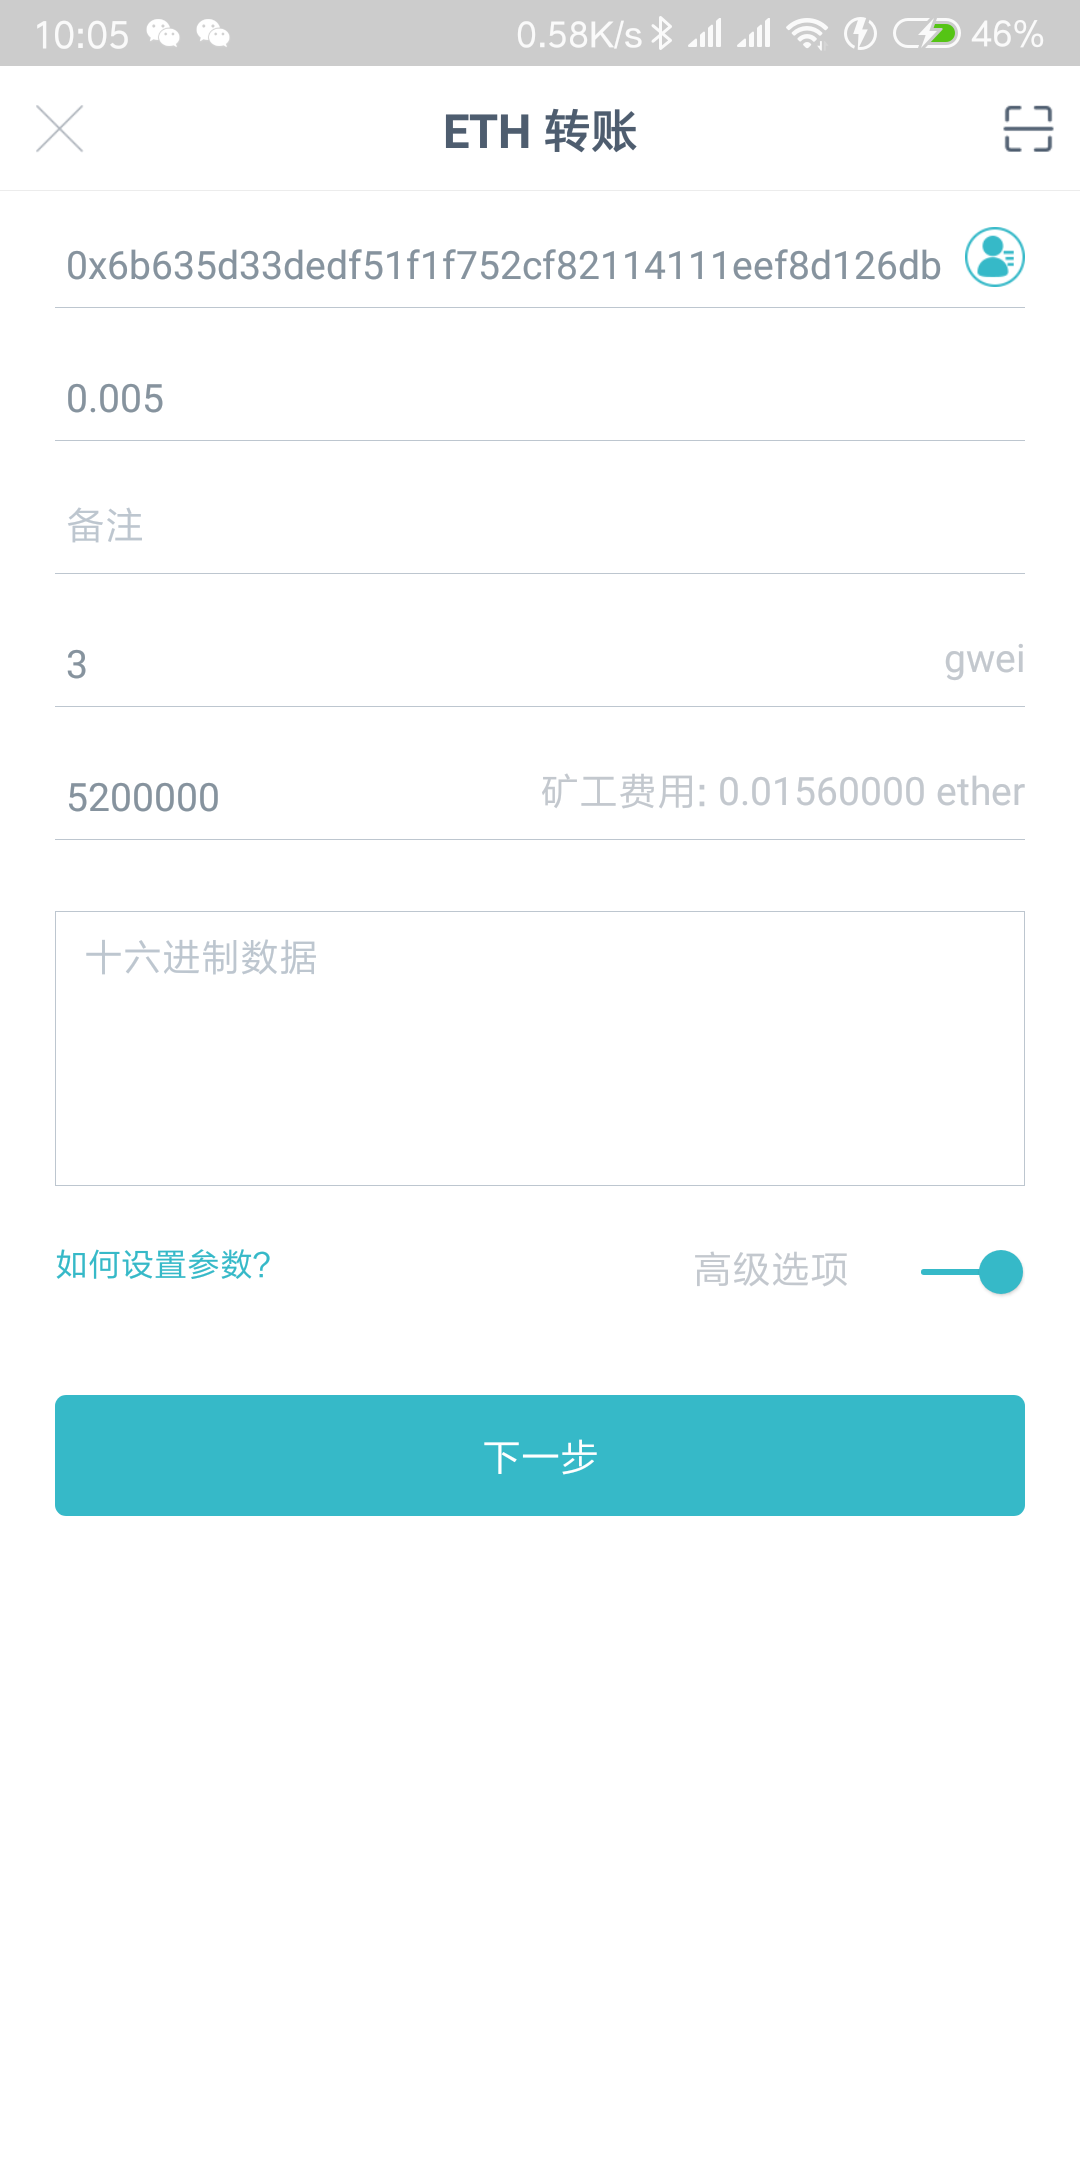 10:05 0.58K/s 46%
ETH 转账
0x6b635d33dedf51f1f752cf82114111eef8d126db
0.005
备注
3 gwei
5200000 矿工费用: 0.01560000 ether
十六进制数据
如何设置参数? 高级选项
下一步